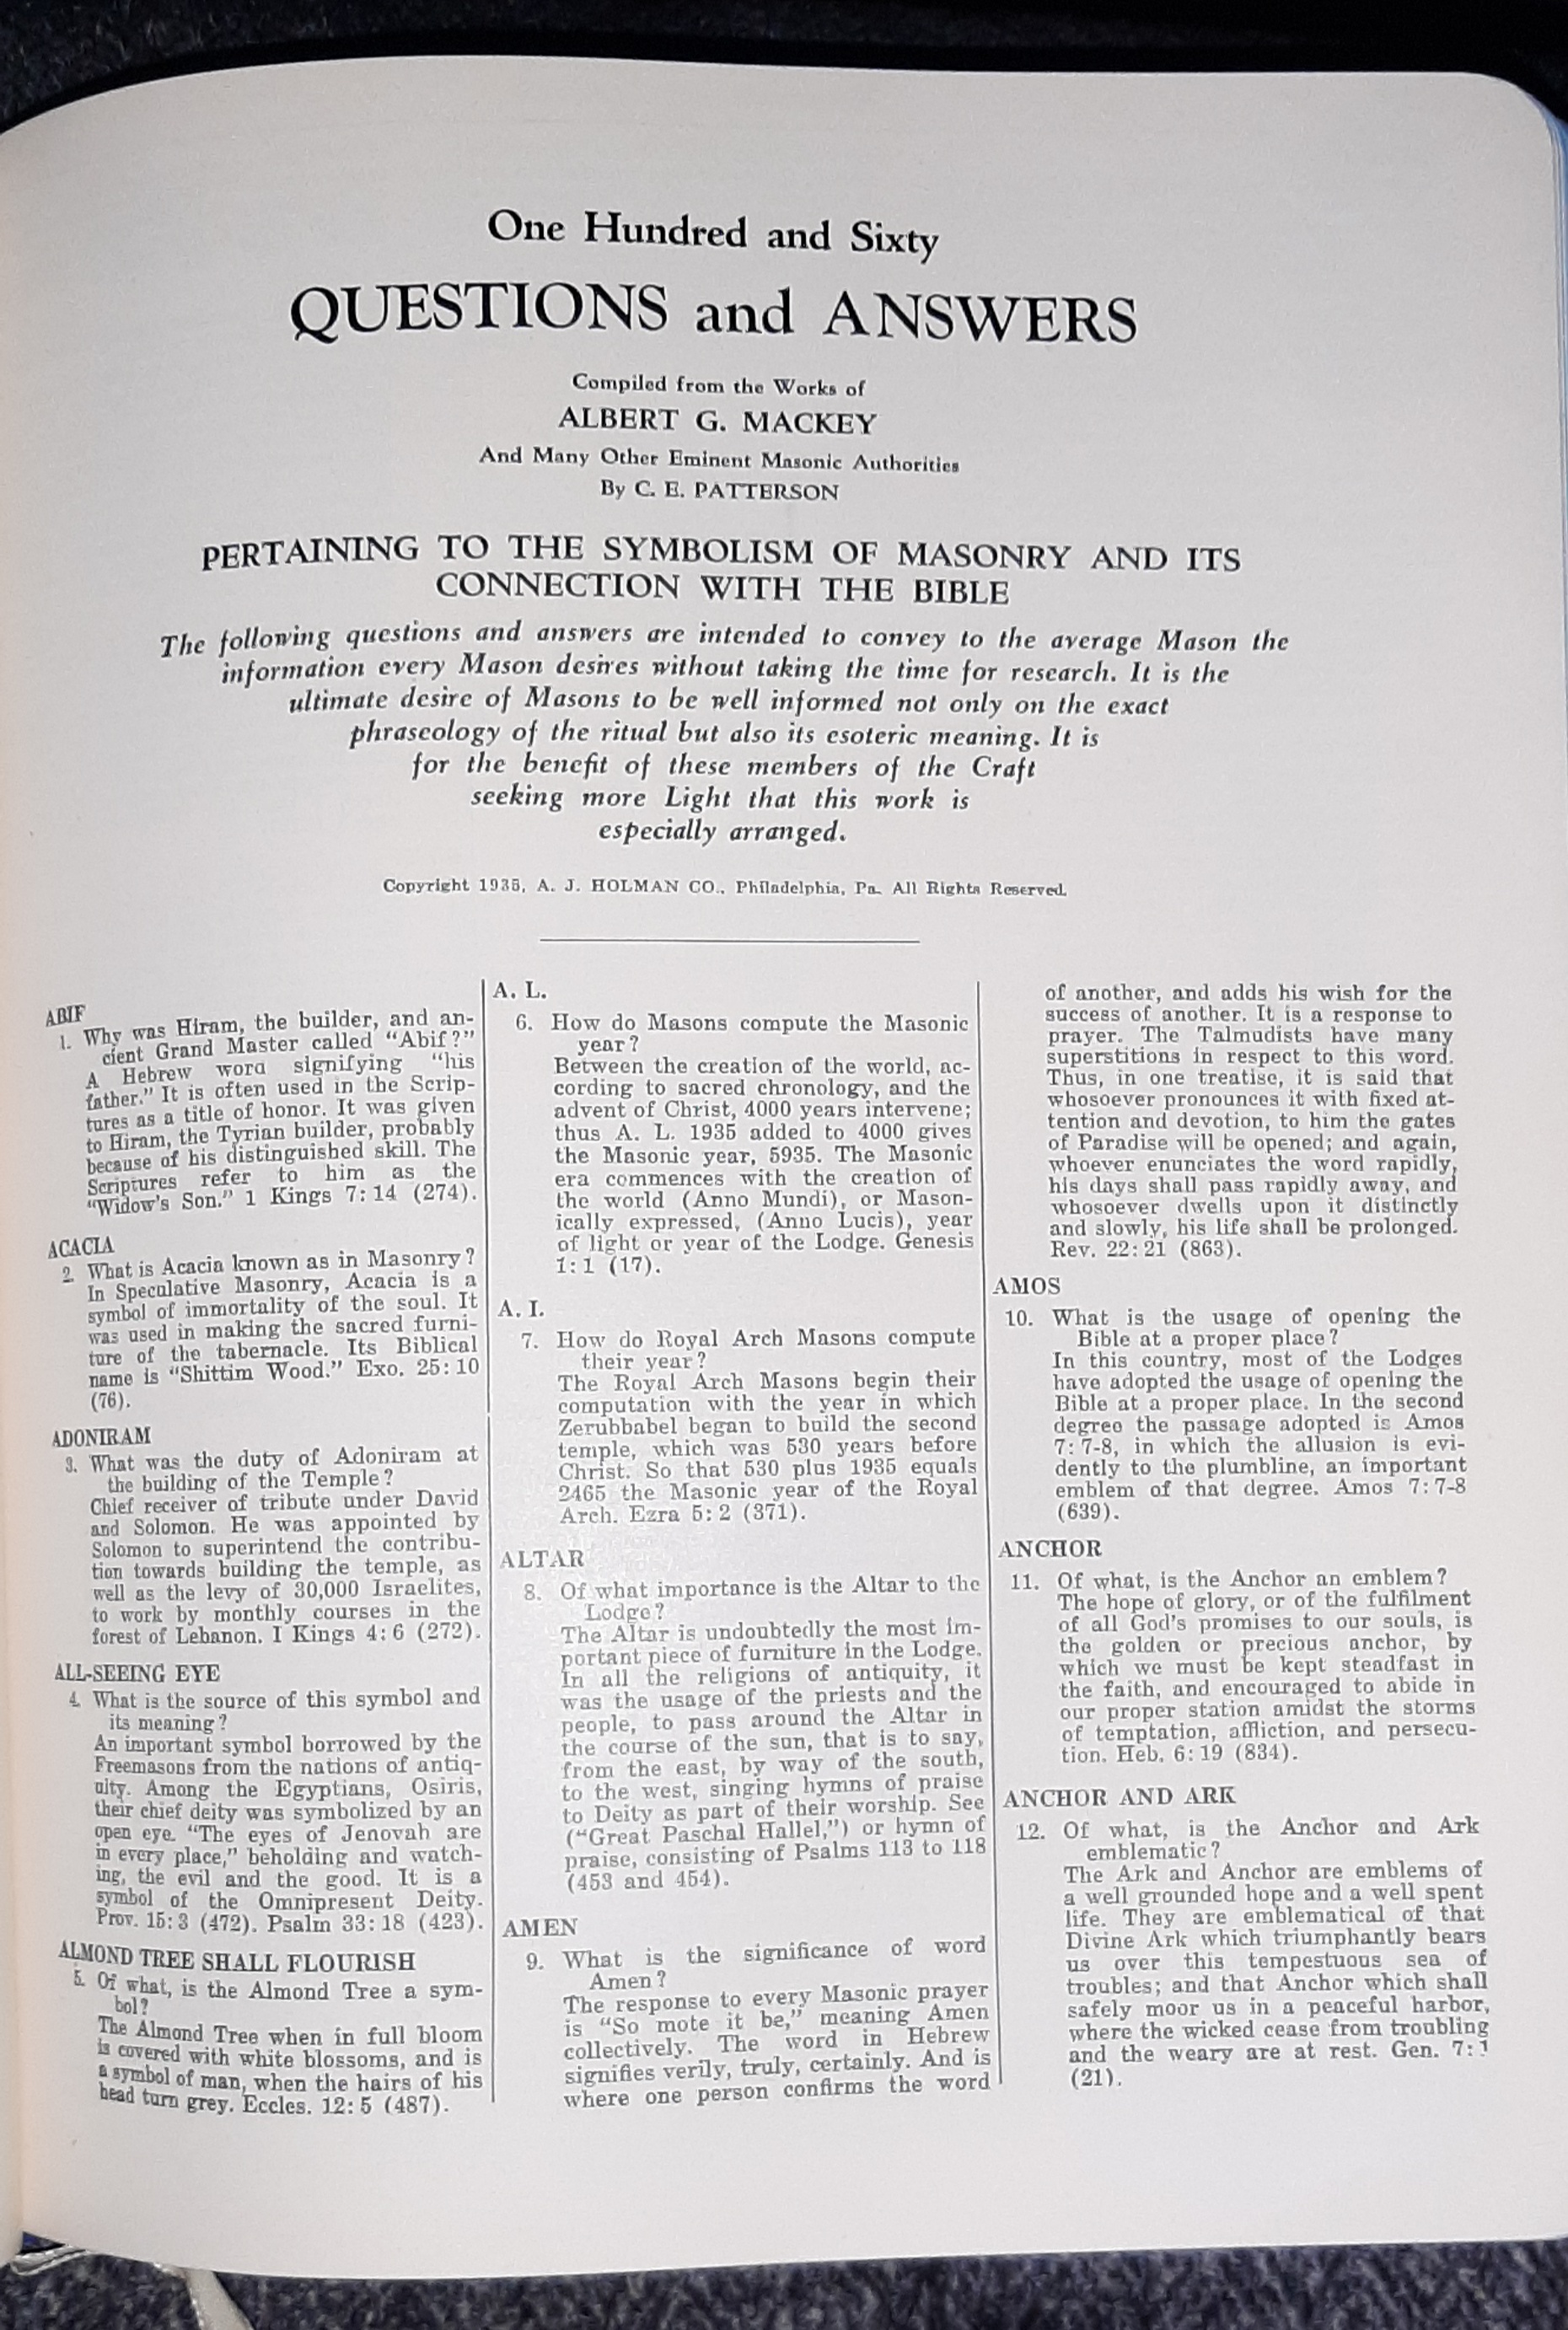 One Hundred and Sixty
QUESTIONS and ANSWERS
Compiled from the Works of
ALBERT G. MACKEY
And Many Other Eminent Masonic Authorities
By C. E. PATTERSON
PERTAINING TO THE SYMBOLISM OF MASONRY AND ITS
CONNECTION WITH THE BIBLE
The following questions and answers are intended to convey to the average Mason the
information every Mason desires without taking the time for research. It is the
ultimate desire of Masons to be well informed not only on the exact
phraseology of the ritual but also its esoteric meaning. It is
for the benefit of these members of the Craft
seeking more Light that this work is
especially arranged.
Copyright 1935, A. J. HOLMAN CO., Philadelphia, Pa. All Rights Reserved.
ABIF
1. Why was Hiram, the builder, and an-
cient Grand Master called "Abif?"
A Hebrew word signifying "his
father." It is often used in the Scrip-
tures as a title of honor. It was given
to Hiram, the Tyrian builder, probably
because of his distinguished skill. The
Scriptures refer to him as the
"Widow's Son." 1 Kings 7:14 (274).
ACACIA
2. What is Acacia known as in Masonry?
In Speculative Masonry, Acacia is a
symbol of immortality of the soul. It
was used in making the sacred furni-
ture of the tabernacle. Its Biblical
name is "Shittim Wood." Exo. 25:10
(76).
ADONIRAM
3. What was the duty of Adoniram at
the building of the Temple?
Chief receiver of tribute under David
and Solomon. He was appointed by
Solomon to superintend the contribu-
tion towards building the temple, as
well as the levy of 30,000 Israelites,
to work by monthly courses in the
forest of Lebanon. I Kings 4:6 (272).
ALL-SEEING EYE
4. What is the source of this symbol and
its meaning?
An important symbol borrowed by the
Freemasons from the nations of antiq-
uity. Among the Egyptians, Osiris,
their chief deity was symbolized by an
open eye. "The eyes of Jenovah are
in every place," beholding and watch-
ing, the evil and the good. It is a
symbol of the Omnipresent Deity.
Prov. 15:3 (472). Psalm 33:18 (423).
ALMOND TREE SHALL FLOURISH
5. Of what, is the Almond Tree a sym-
bol?
The Almond Tree when in full bloom
is covered with white blossoms, and is
a symbol of man, when the hairs of his
head turn grey. Eccles. 12:5 (487).
A. L.
6. How do Masons compute the Masonic
year?
Between the creation of the world, ac-
cording to sacred chronology, and the
advent of Christ, 4000 years intervene;
thus A. L. 1935 added to 4000 gives
the Masonic year, 5935. The Masonic
era commences with the creation of
the world (Anno Mundi), or Mason-
ically expressed, (Anno Lucis), year
of light or year of the Lodge. Genesis
1:1 (17).
A. I.
7. How do Royal Arch Masons compute
their year?
The Royal Arch Masons begin their
computation with the year in which
Zerubbabel began to build the second
temple, which was 530 years before
Christ. So that 530 plus 1935 equals
2465 the Masonic year of the Royal
Arch. Ezra 5:2 (371).
ALTAR
8. Of what importance is the Altar to the
Lodge?
The Altar is undoubtedly the most im-
portant piece of furniture in the Lodge.
In all the religions of antiquity, it
was the usage of the priests and the
people, to pass around the Altar in
the course of the sun, that is to say,
from the east, by way of the south,
to the west, singing hymns of praise
to Deity as part of their worship. See
("Great Paschal Hallel,") or hymn of
praise, consisting of Psalms 113 to 118
(453 and 454).
AMEN
9. What is the significance of word
Amen?
The response to every Masonic prayer
is "So mote it be," meaning Amen
collectively. The word in Hebrew
signifies verily, truly, certainly. And is
where one person confirms the word
of another, and adds his wish for the
success of another. It is a response to
prayer. The Talmudists have many
superstitions in respect to this word.
Thus, in one treatise, it is said that
whosoever pronounces it with fixed at-
tention and devotion, to him the gates
of Paradise will be opened; and again,
whoever enunciates the word rapidly,
his days shall pass rapidly away, and
whosoever dwells upon it distinctly
and slowly, his life shall be prolonged.
Rev. 22:21 (863).
AMOS
10. What is the usage of opening the
Bible at a proper place?
In this country, most of the Lodges
have adopted the usage of opening the
Bible at a proper place. In the second
degree the passage adopted is Amos
7:7-8, in which the allusion is evi-
dently to the plumbline, an important
emblem of that degree. Amos 7:7-8
(639).
ANCHOR
11. Of what, is the Anchor an emblem?
The hope of glory, or of the fulfilment
of all God's promises to our souls, is
the golden or precious anchor, by
which we must be kept steadfast in
the faith, and encouraged to abide in
our proper station amidst the storms
of temptation, affliction, and persecu-
tion. Heb. 6:19 (834).
ANCHOR AND ARK
12. Of what, is the Anchor and Ark
emblematic?
The Ark and Anchor are emblems of
a well grounded hope and a well spent
life. They are emblematical of that
Divine Ark which triumphantly bears
us over this tempestuous sea of
troubles; and that Anchor which shall
safely moor us in a peaceful harbor,
where the wicked cease from troubling
and the weary are at rest. Gen. 7:1
(21).